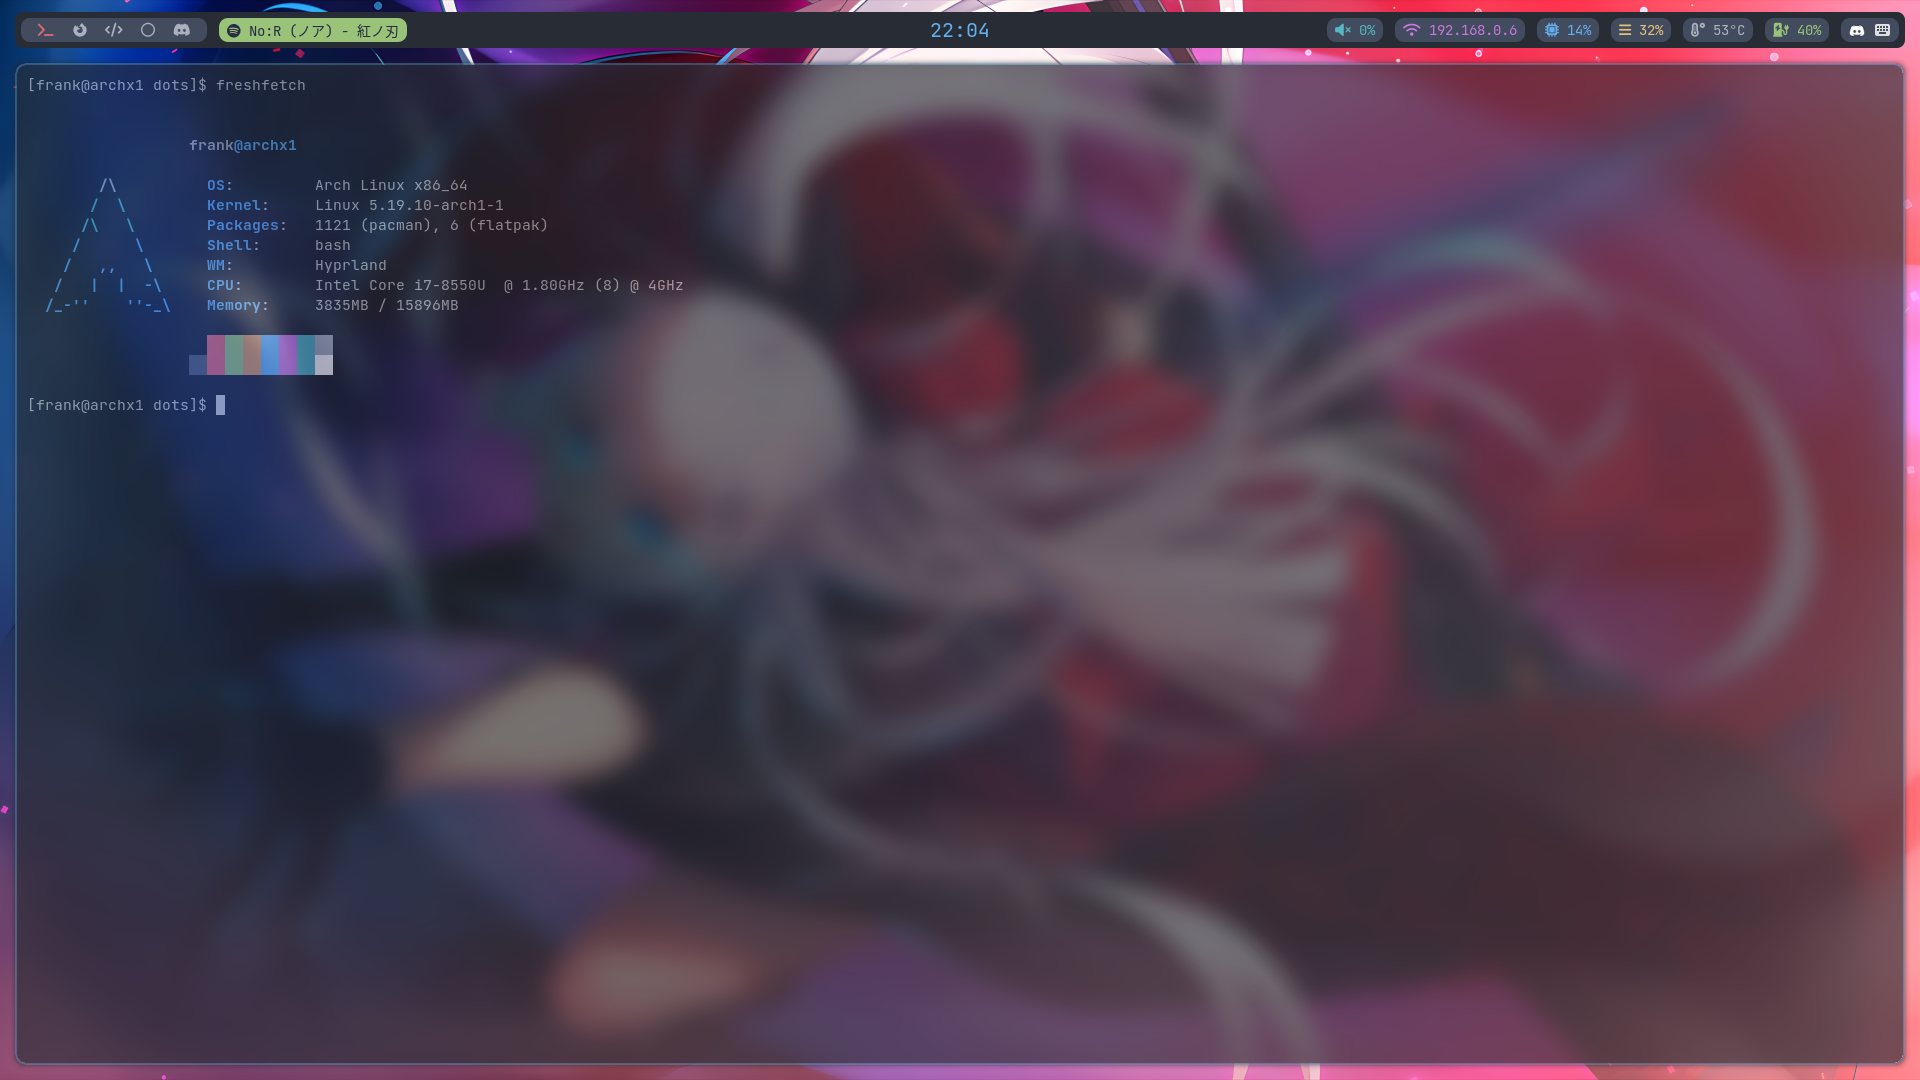 No:R (ノア) - 紅ノ刃
22:04
0%
192.168.0.6
14%
32%
53°C
40%
[frank@archx1 dots]$ freshfetch
frank@archx1
OS: Arch Linux x86_64
Kernel: Linux 5.19.10-arch1-1
Packages: 1121 (pacman), 6 (flatpak)
Shell: bash
WM: Hyprland
CPU: Intel Core i7-8550U  @ 1.80GHz (8) @ 4GHz
Memory: 3835MB / 15896MB
[frank@archx1 dots]$